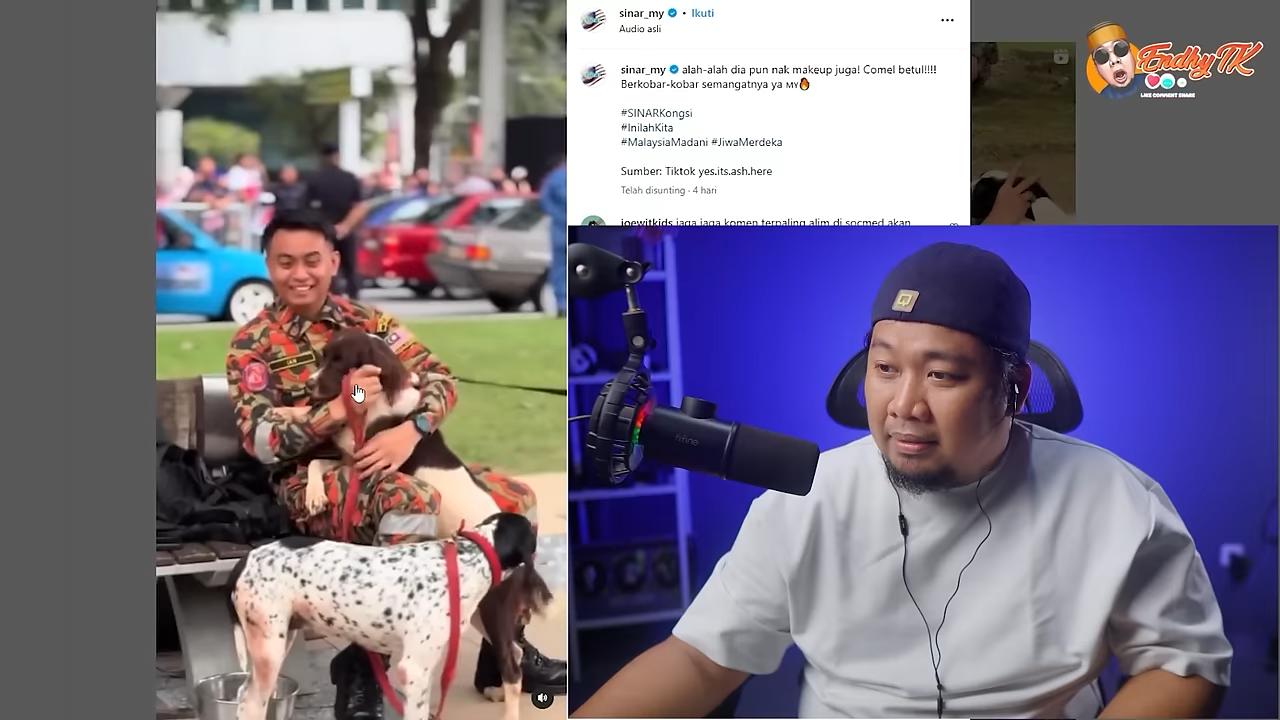 sinar_my • Ikuti
Audio asli
sinar_my alah-alah dia pun nak makeup juga! Comel betul!!!!
Berkobar-kobar semangatnya ya MY🔥
#SINARKongsi
#InilahKita
#MalaysiaMadani #JiwaMerdeka
Sumber: Tiktok yes.its.ash.here
Telah disunting · 4 hari
joewitkids jaga jaga komen terpaling alim di socmed akan
EndhyTK
LIKE COMMENT SHARE
fifine